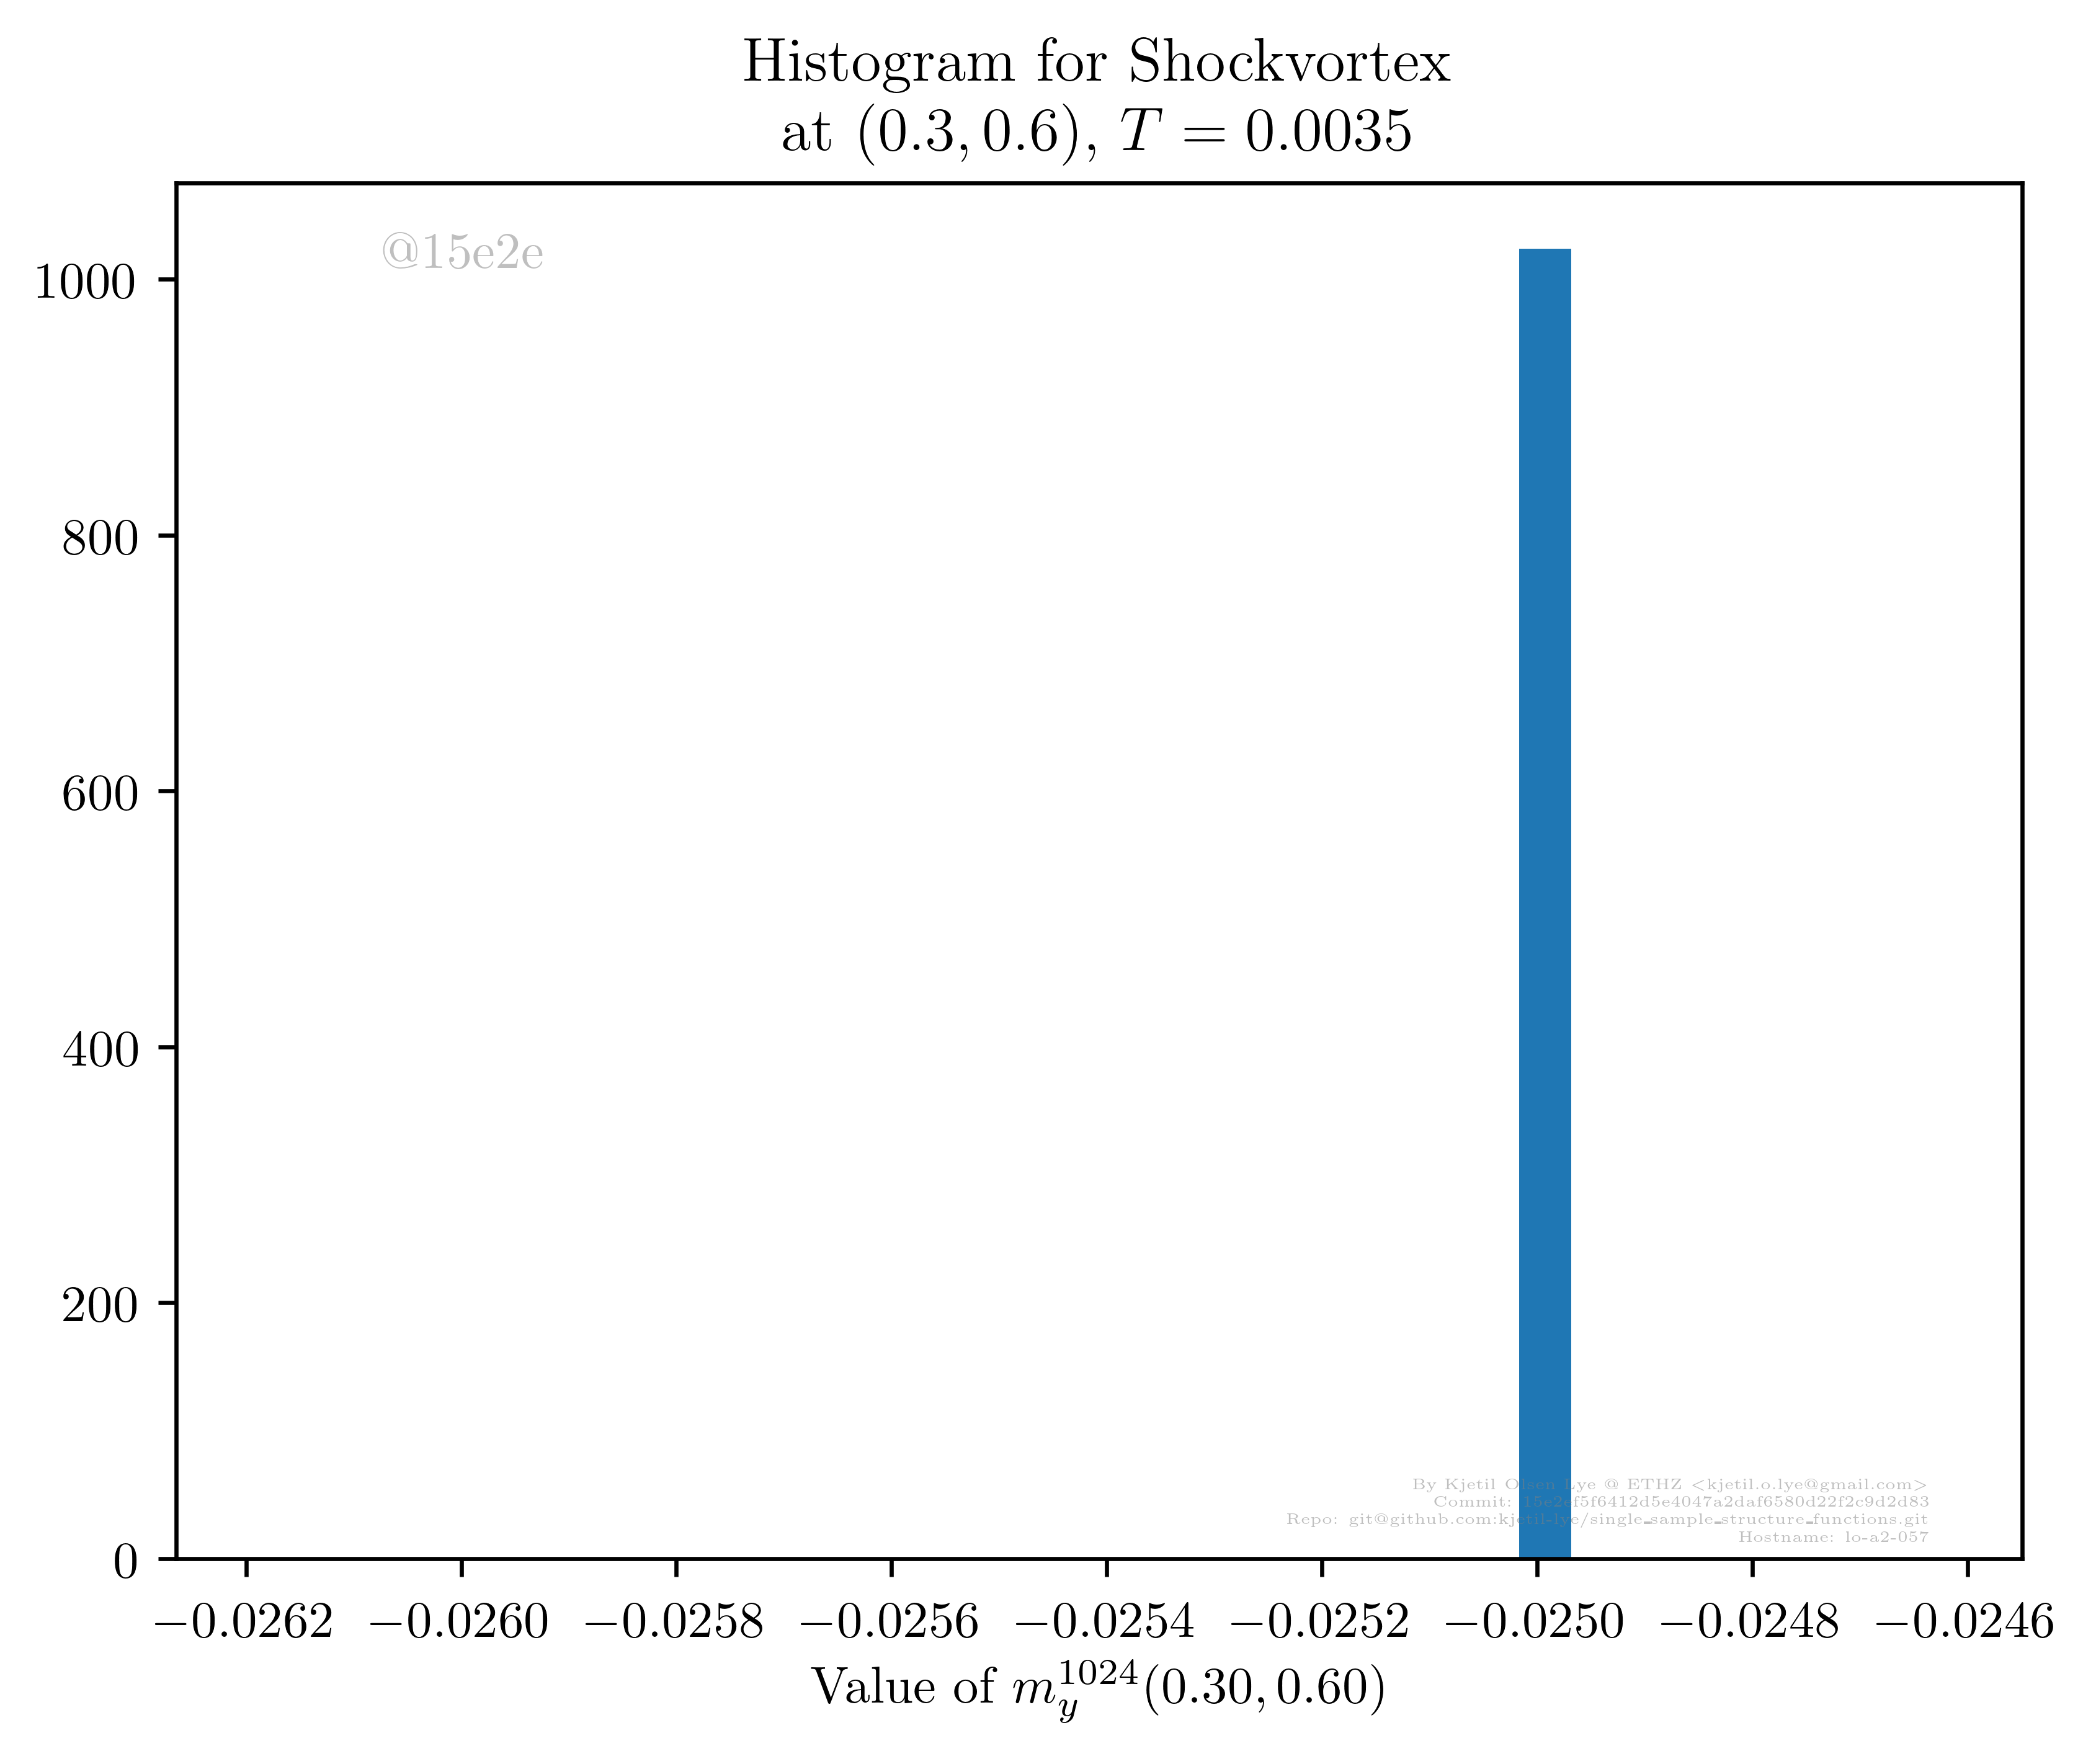 Histogram for Shockvortex
at (0.3, 0.6), T = 0.0035
@15e2e
1000
800
600
400
200
0
By Kjetil Olsen Lye @ ETHZ <kjetil.o.lye@gmail.com>
Commit: 15e2ef5f6412d5e4047a2daf6580d22f2c9d2d83
Repo: git@github.com:kjetil-lye/single_sample_structure_functions.git
Hostname: lo-a2-057
−0.0262 −0.0260 −0.0258 −0.0256 −0.0254 −0.0252 −0.0250 −0.0248 −0.0246
Value of m_y^{1024}(0.30, 0.60)